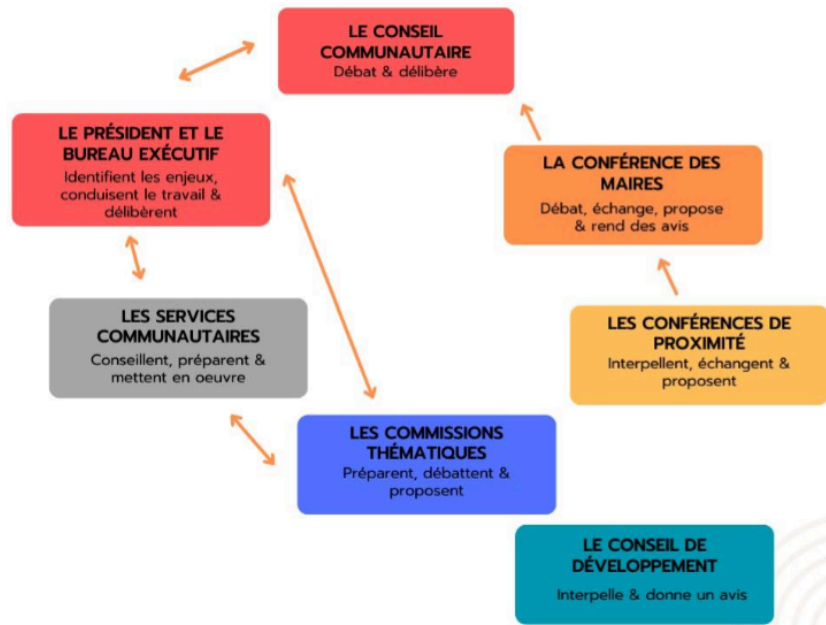 LE CONSEIL
COMMUNAUTAIRE
Débat & délibère
LE PRÉSIDENT ET LE
BUREAU EXÉCUTIF
Identifient les enjeux,
conduisent le travail &
délibèrent
LA CONFÉRENCE DES
MAIRES
Débat, échange, propose
& rend des avis
LES SERVICES
COMMUNAUTAIRES
Conseillent, préparent &
mettent en oeuvre
LES CONFÉRENCES DE
PROXIMITÉ
Interpellent, échangent &
proposent
LES COMMISSIONS
THÉMATIQUES
Préparent, débattent &
proposent
LE CONSEIL DE
DÉVELOPPEMENT
Interpelle & donne un avis